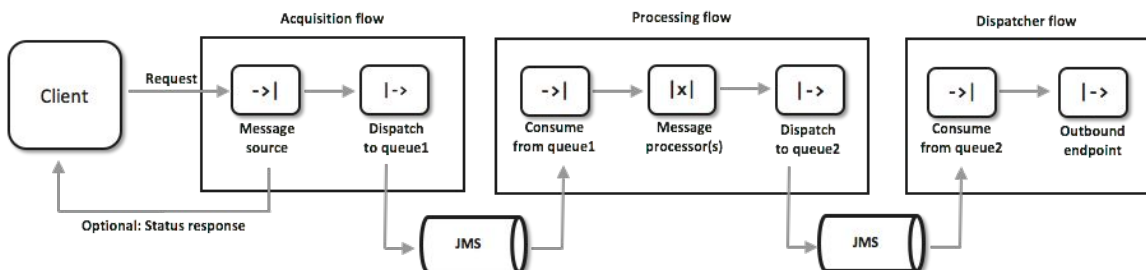 Acquisition flow
Processing flow
Dispatcher flow
Client
Request
->|
|->
->|
|x|
|->
->|
|->
Message
source
Dispatch
to queue1
Consume
from queue1
Message
processor(s)
Dispatch
to queue2
Consume
from queue2
Outbound
endpoint
Optional: Status response
JMS
JMS